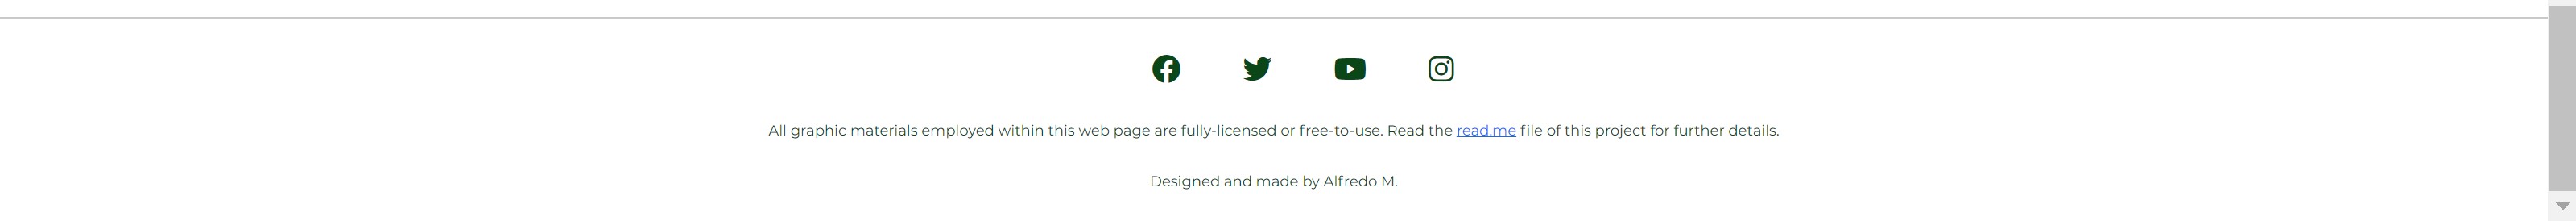 All graphic materials employed within this web page are fully-licensed or free-to-use. Read the read.me file of this project for further details.
Designed and made by Alfredo M.